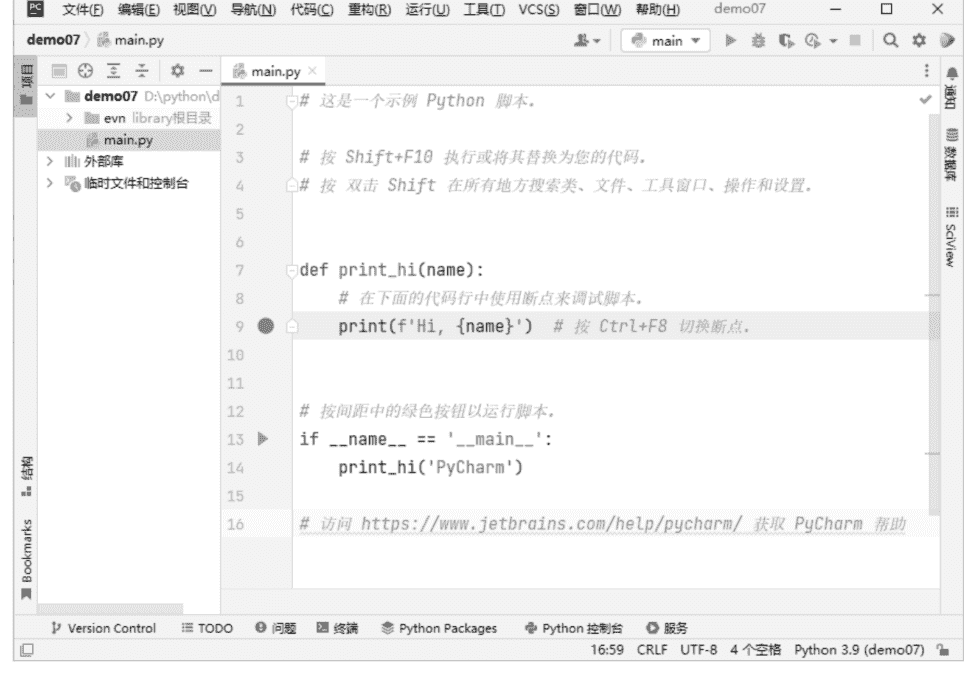 PC 文件(F) 编辑(E) 视图(V) 导航(N) 代码(C) 重构(R) 运行(U) 工具(T) VCS(S) 窗口(W) 帮助(H) demo07
demo07 main.py
main
项目
main.py
demo07 D:\python\d
evn library根目录
main.py
外部库
临时文件和控制台
1 # 这是一个示例 Python 脚本。
2
3 # 按 Shift+F10 执行或将其替换为您的代码。
4 # 按 双击 Shift 在所有地方搜索类、文件、工具窗口、操作和设置。
5
6
7 def print_hi(name):
8 # 在下面的代码行中使用断点来调试脚本。
9 print(f'Hi, {name}') # 按 Ctrl+F8 切换断点。
10
11
12 # 按间距中的绿色按钮以运行脚本。
13 if __name__ == '__main__':
14 print_hi('PyCharm')
15
16 # 访问 https://www.jetbrains.com/help/pycharm/ 获取 PyCharm 帮助
通知
数据库
SciView
结构
Bookmarks
Version Control TODO 问题 终端 Python Packages Python 控制台 服务
16:59 CRLF UTF-8 4 个空格 Python 3.9 (demo07)